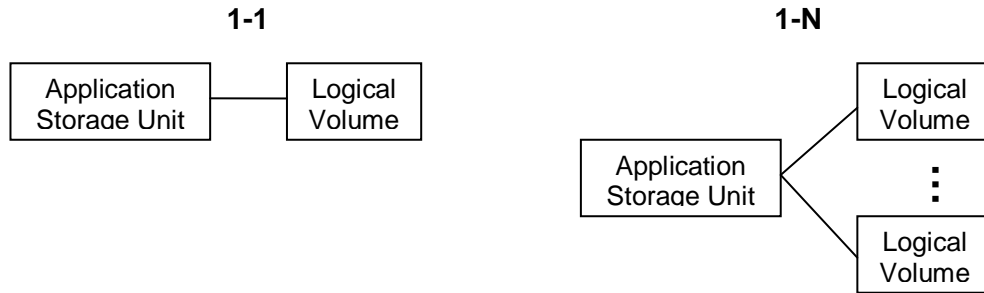 1-1
Application
Storage Unit
Logical
Volume
1-N
Application
Storage Unit
Logical
Volume
Logical
Volume